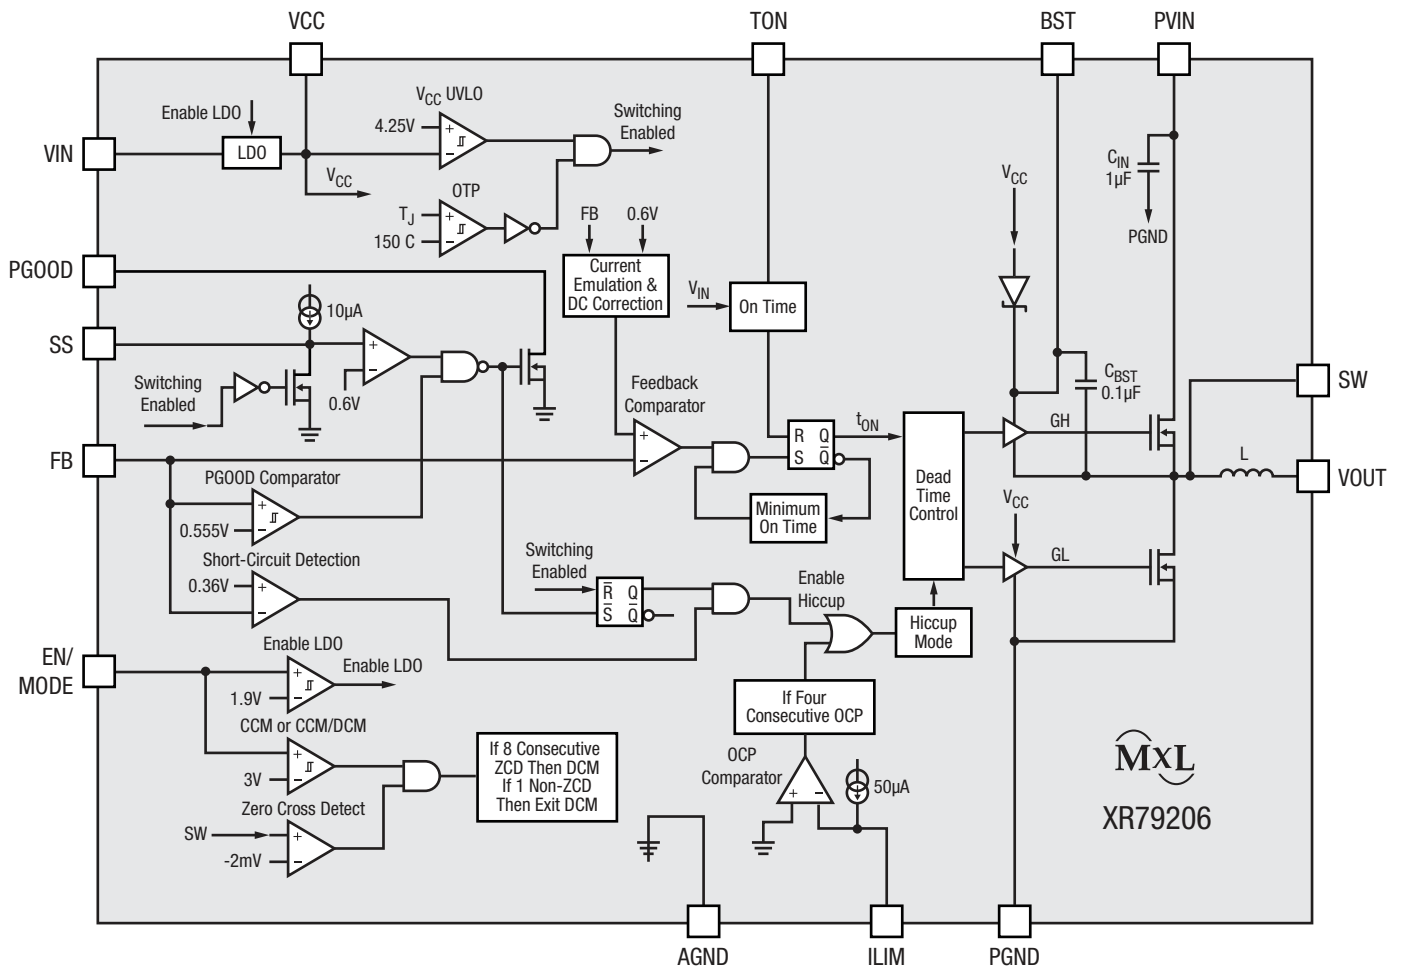 VCC
TON
BST
PVIN
VIN
PGOOD
SS
FB
EN/
MODE
SW
VOUT
AGND
ILIM
PGND
Enable LDO
LDO
VCC
VCC UVLO
4.25V
+
−
Switching
Enabled
OTP
TJ
150 C
+
−
FB
0.6V
Current
Emulation &
DC Correction
VIN
On Time
VCC
CIN
1µF
PGND
10µA
+
−
0.6V
Switching
Enabled
Feedback
Comparator
+
−
R Q
S Q
tON
Minimum
On Time
Dead
Time
Control
CBST
0.1µF
GH
L
VCC
GL
PGOOD Comparator
+
−
0.555V
Short-Circuit Detection
0.36V
+
−
Switching
Enabled
R Q
S Q
Enable
Hiccup
Hiccup
Mode
Enable LDO
+
−
1.9V
Enable LDO
CCM or CCM/DCM
+
−
3V
Zero Cross Detect
SW
+
−
-2mV
If 8 Consecutive
ZCD Then DCM
If 1 Non-ZCD
Then Exit DCM
If Four
Consecutive OCP
OCP
Comparator
+ −
50µA
MxL
XR79206